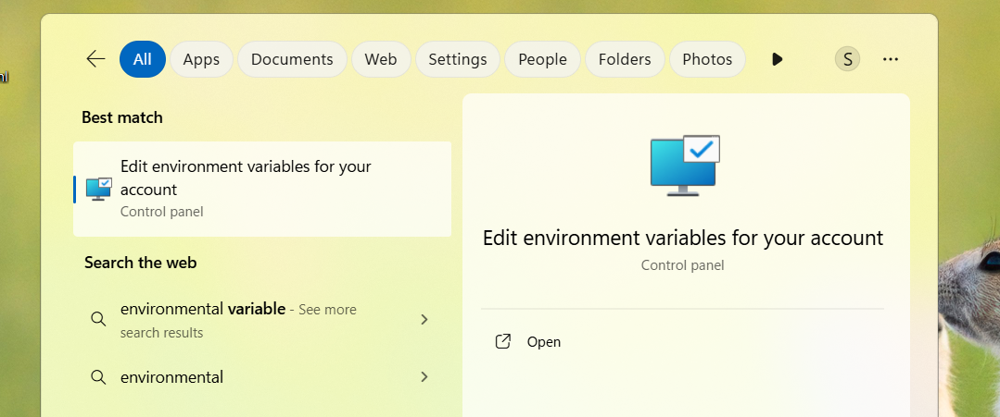 All
Apps
Documents
Web
Settings
People
Folders
Photos
S
Best match
Edit environment variables for your
account
Control panel
Search the web
environmental variable - See more
search results
environmental
Edit environment variables for your account
Control panel
Open